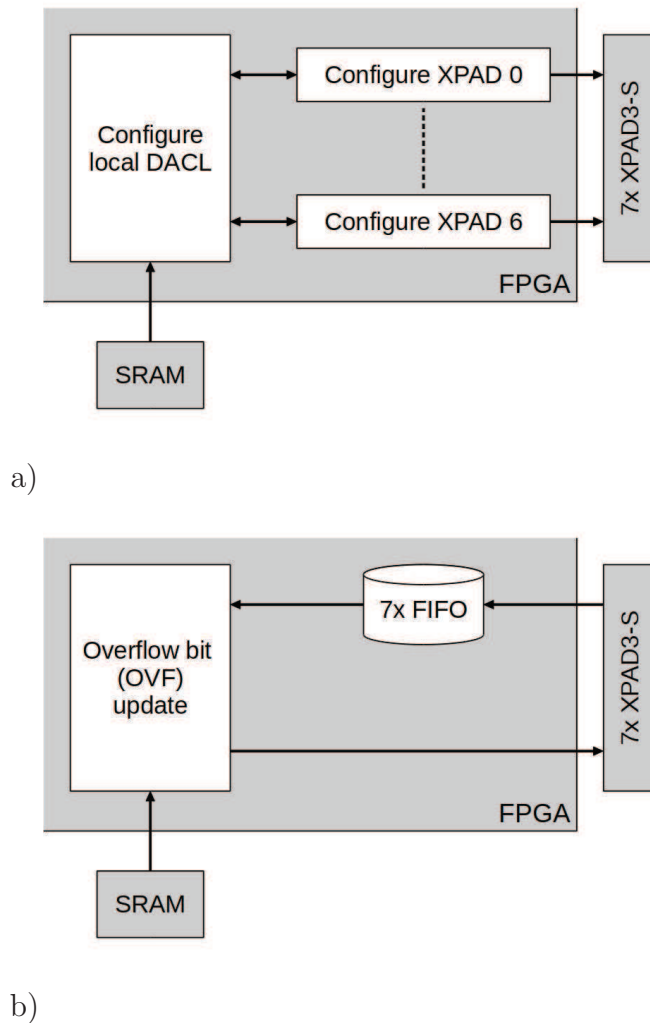 Configure XPAD 0
Configure
local DACL
7x XPAD3-S
Configure XPAD 6
FPGA
SRAM
a)
7x FIFO
Overflow bit
(OVF)
update
7x XPAD3-S
FPGA
SRAM
b)